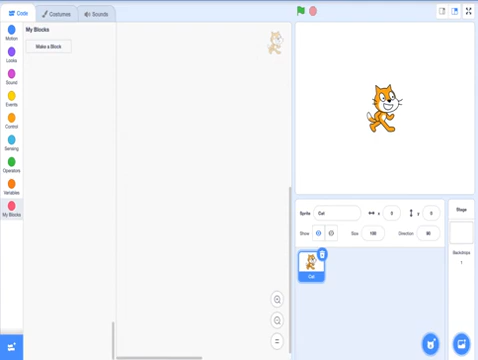 Code
Costumes
Sounds
Motion
Looks
Sound
Events
Control
Sensing
Operators
Variables
My Blocks
My Blocks
Make a Block
Sprite
Cat
x
0
y
0
Show
Size
100
Direction
90
Cat
Stage
Backdrops
1